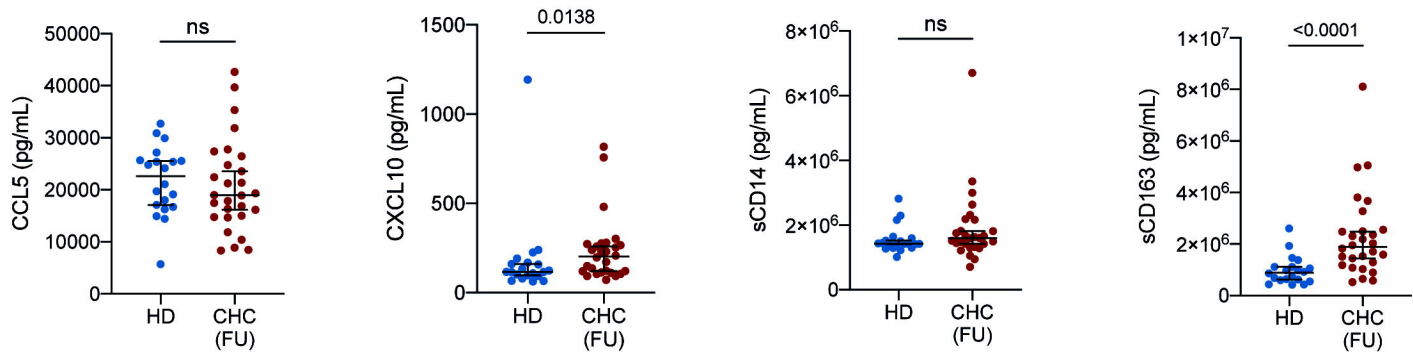 CCL5 (pg/mL)
50000
40000
30000
20000
10000
0
ns
HD
CHC
(FU)
CXCL10 (pg/mL)
1500
1000
500
0
0.0138
HD
CHC
(FU)
sCD14 (pg/mL)
8×10⁶
6×10⁶
4×10⁶
2×10⁶
0
ns
HD
CHC
(FU)
sCD163 (pg/mL)
1×10⁷
8×10⁶
6×10⁶
4×10⁶
2×10⁶
0
<0.0001
HD
CHC
(FU)